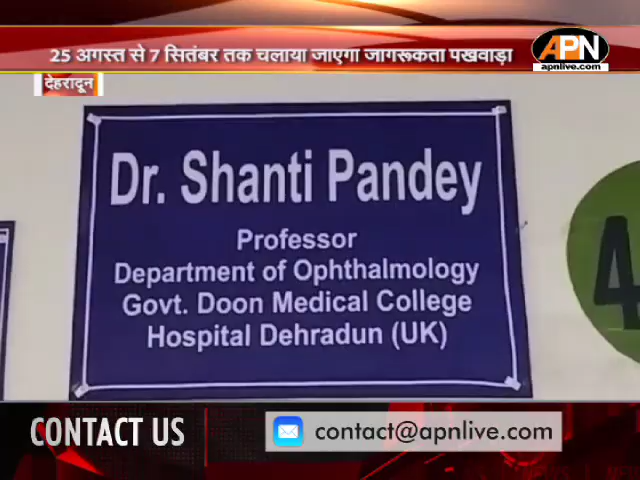 25 अगस्त से 7 सितंबर तक चलाया जाएगा जागरूकता पखवाड़ा
APN
apnlive.com
देहरादून
Dr. Shanti Pandey
Professor
Department of Ophthalmology
Govt. Doon Medical College
Hospital Dehradun (UK)
4
CONTACT US
contact@apnlive.com